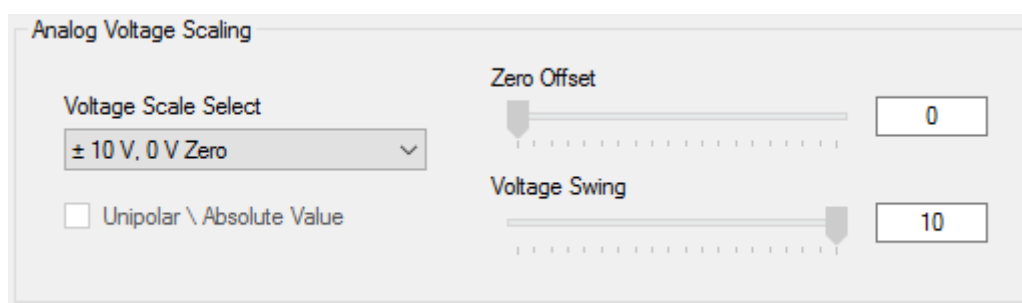 Analog Voltage Scaling
Voltage Scale Select
± 10 V, 0 V Zero
Unipolar \ Absolute Value
Zero Offset
0
Voltage Swing
10